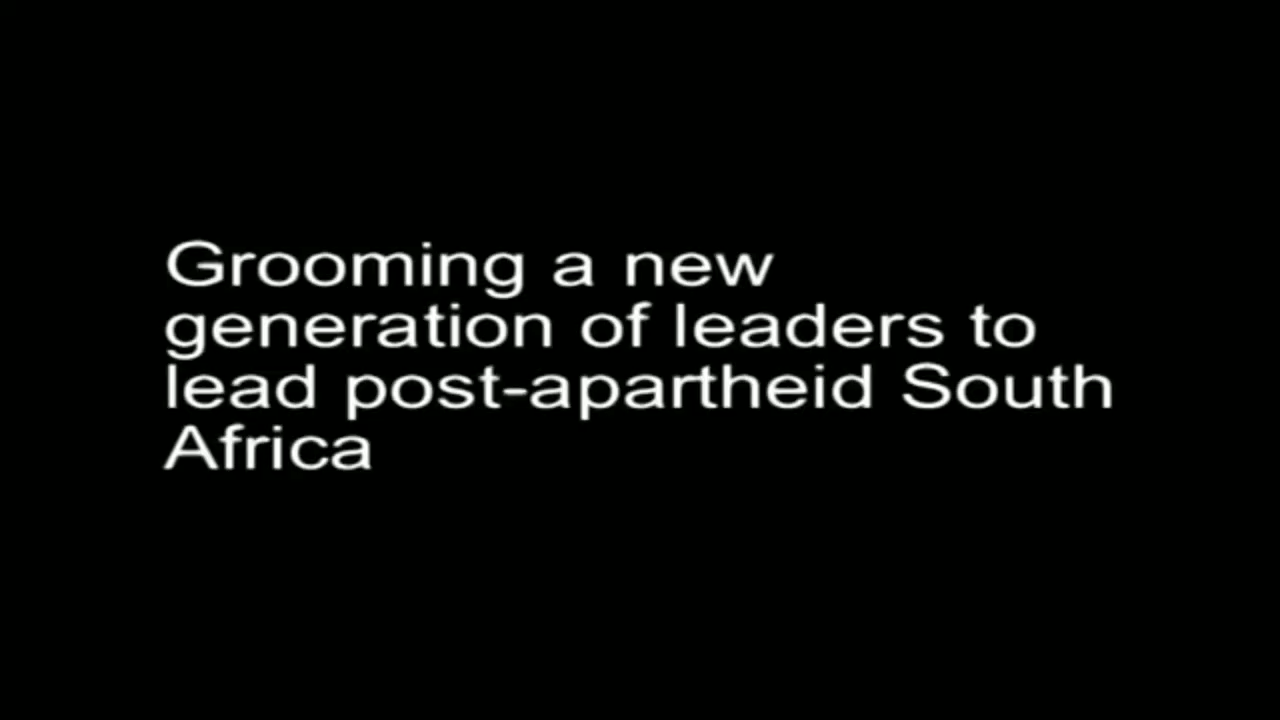 Grooming a new
generation of leaders to
lead post-apartheid South
Africa